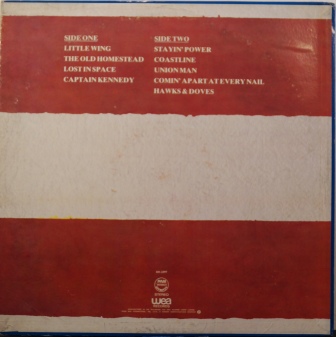 SIDE ONE
LITTLE WING
THE OLD HOMESTEAD
LOST IN SPACE
CAPTAIN KENNEDY
SIDE TWO
STAYIN' POWER
COASTLINE
UNION MAN
COMIN' APART AT EVERY NAIL
HAWKS & DOVES
STEREO
wea